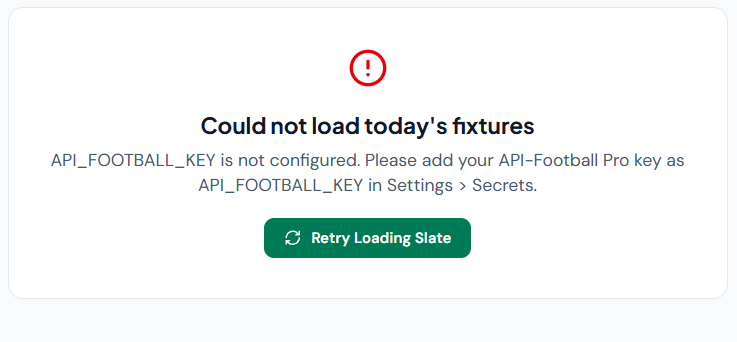 Could not load today's fixtures
API_FOOTBALL_KEY is not configured. Please add your API-Football Pro key as
API_FOOTBALL_KEY in Settings > Secrets.
Retry Loading Slate